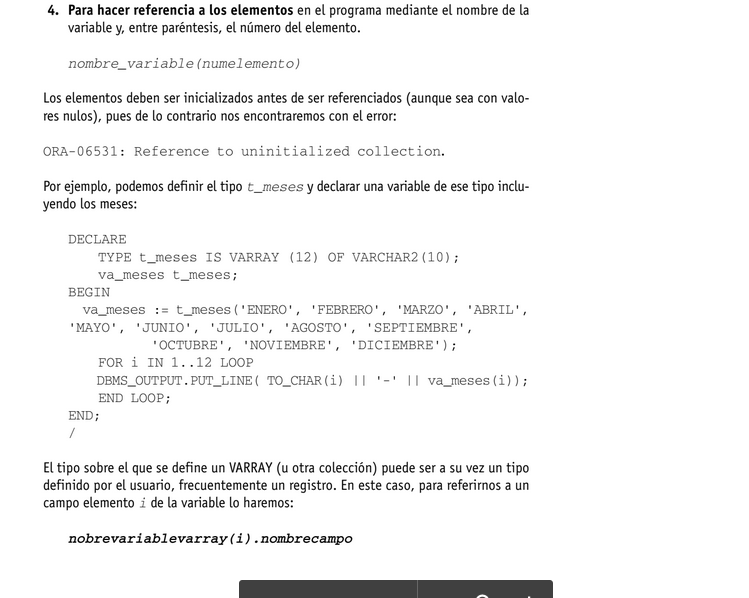 4. Para hacer referencia a los elementos en el programa mediante el nombre de la
variable y, entre paréntesis, el número del elemento.
nombre_variable(numelemento)
Los elementos deben ser inicializados antes de ser referenciados (aunque sea con valo-
res nulos), pues de lo contrario nos encontraremos con el error:
ORA-06531: Reference to uninitialized collection.
Por ejemplo, podemos definir el tipo t_meses y declarar una variable de ese tipo inclu-
yendo los meses:
DECLARE
TYPE t_meses IS VARRAY (12) OF VARCHAR2(10);
va_meses t_meses;
BEGIN
va_meses := t_meses('ENERO', 'FEBRERO', 'MARZO', 'ABRIL',
'MAYO', 'JUNIO', 'JULIO', 'AGOSTO', 'SEPTIEMBRE',
'OCTUBRE', 'NOVIEMBRE', 'DICIEMBRE');
FOR i IN 1..12 LOOP
DBMS_OUTPUT.PUT_LINE( TO_CHAR(i) || '-' || va_meses(i));
END LOOP;
END;
/
El tipo sobre el que se define un VARRAY (u otra colección) puede ser a su vez un tipo
definido por el usuario, frecuentemente un registro. En este caso, para referirnos a un
campo elemento i de la variable lo haremos:
nobrevariablevarray(i).nombrecampo